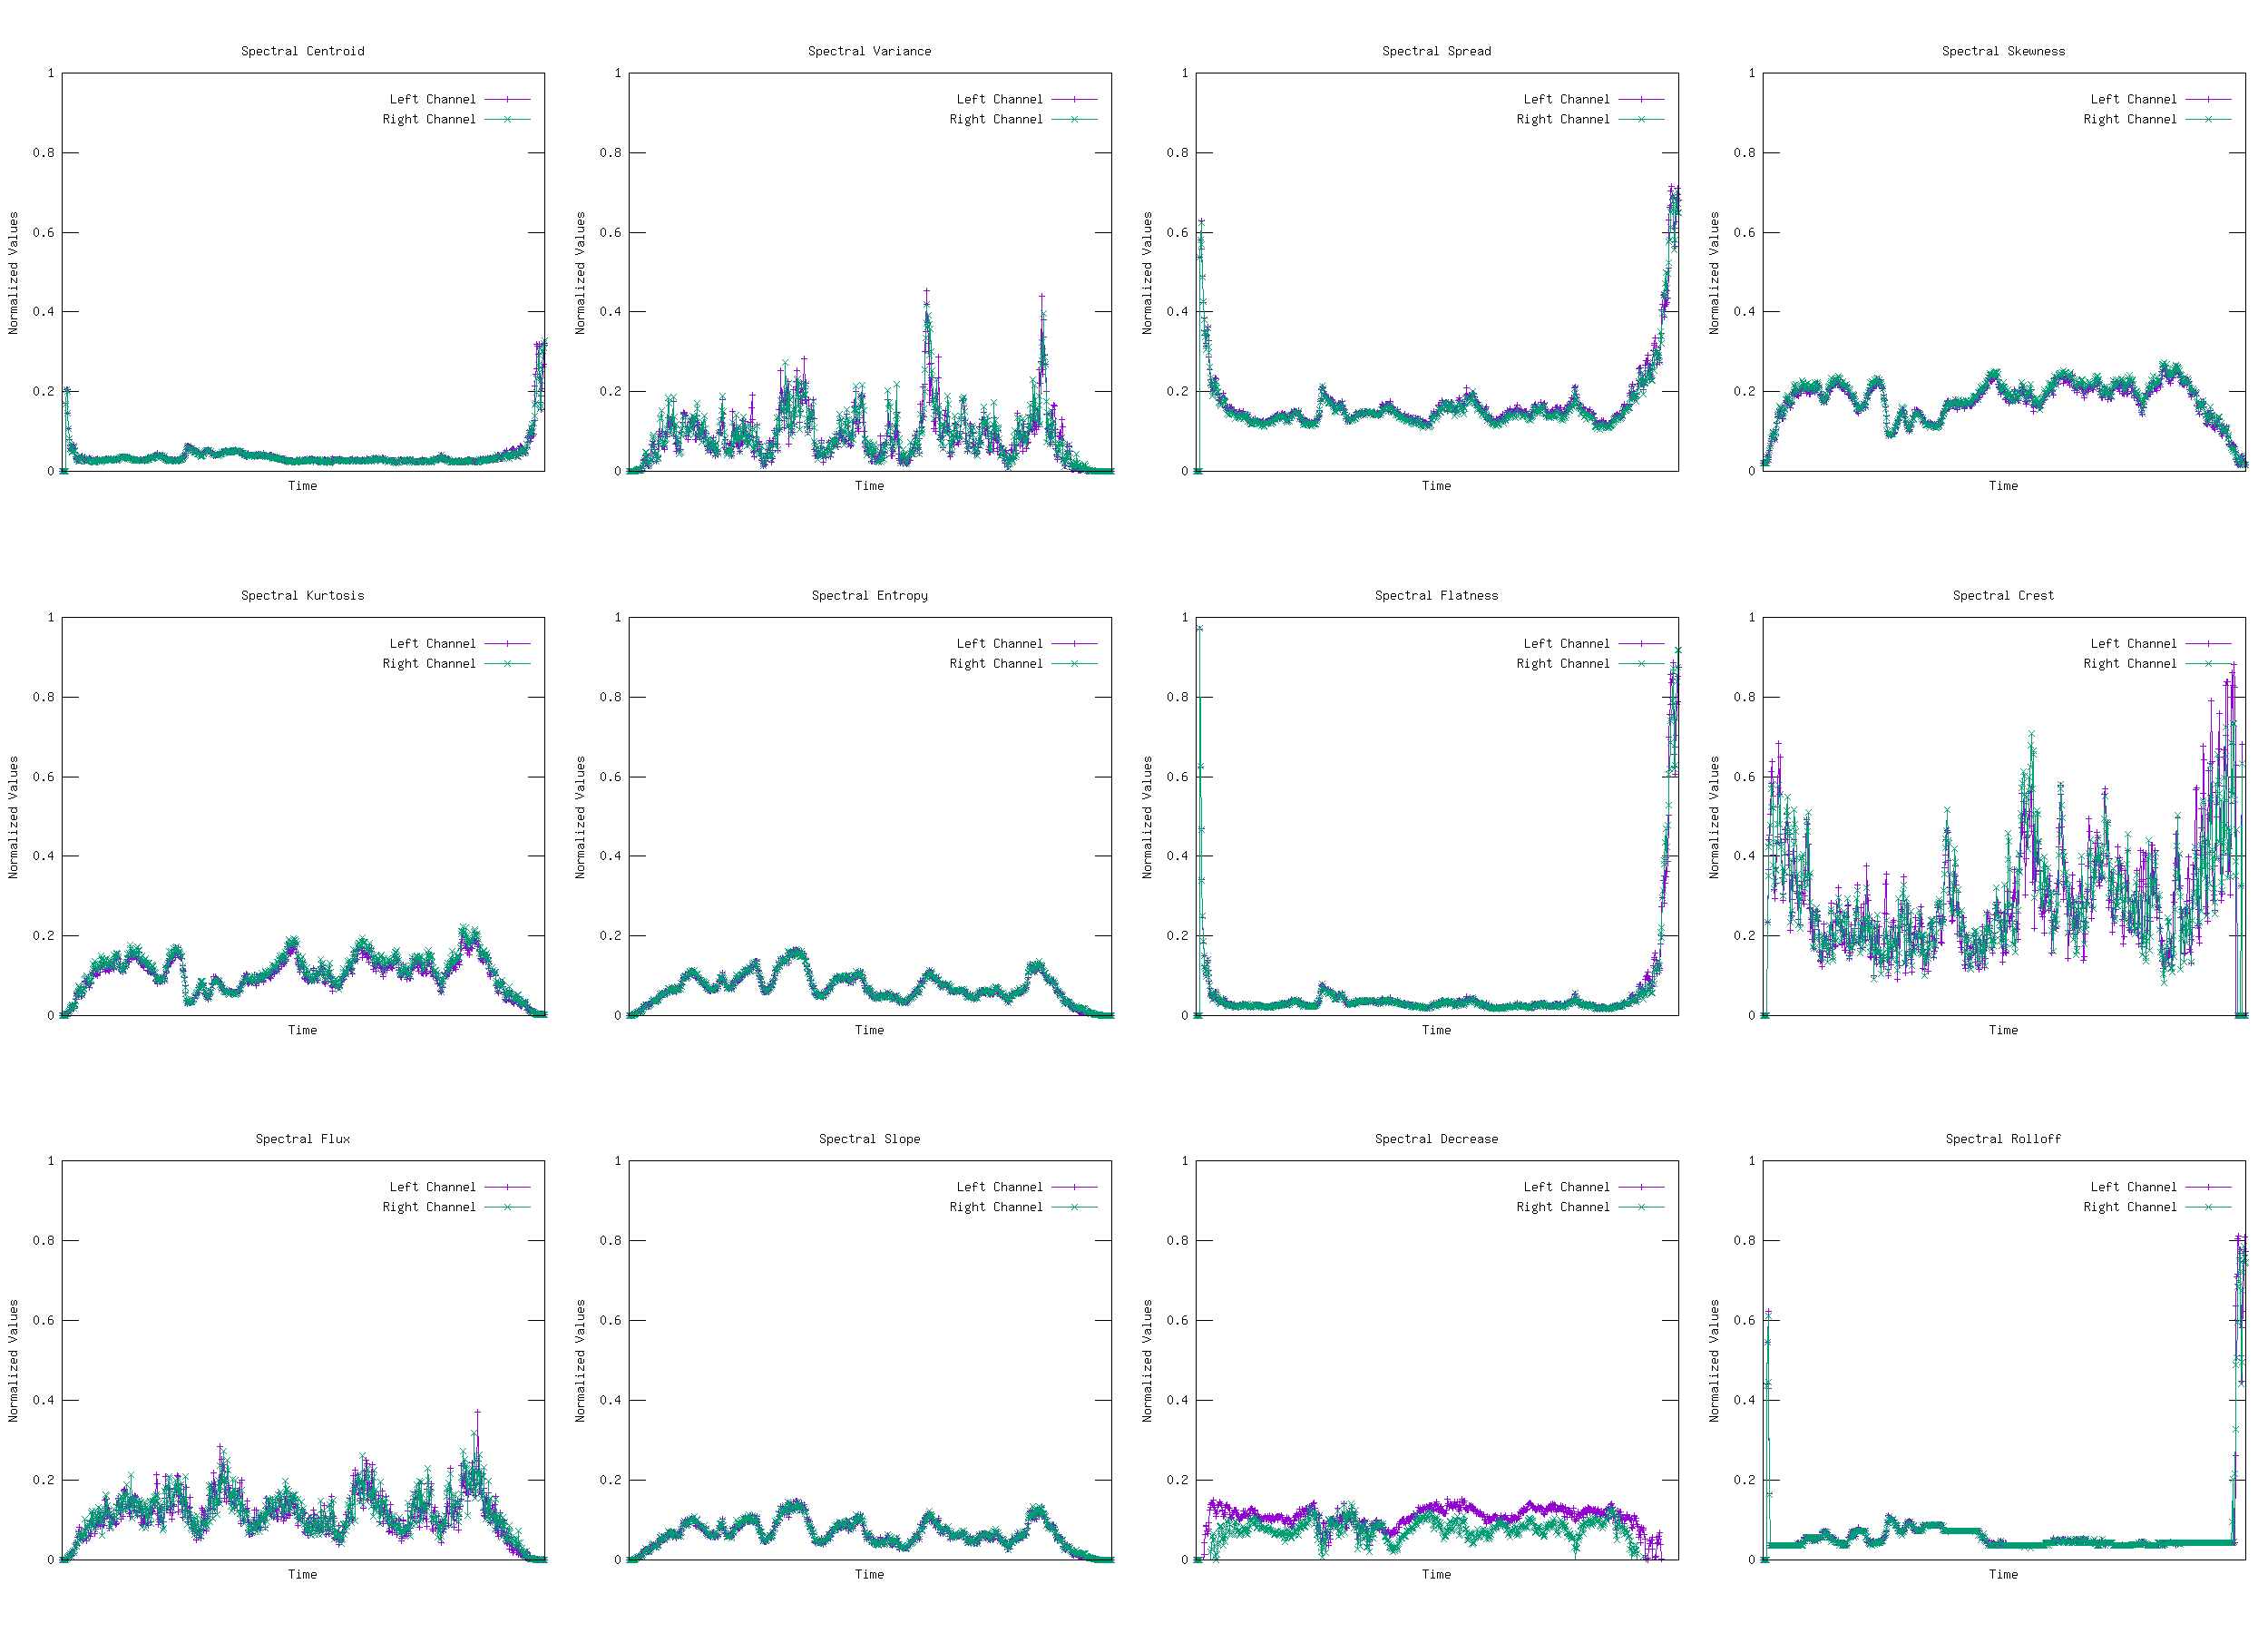 Spectral Centroid
1
0.8
0.6
0.4
0.2
0
Normalized Values
Left Channel
Right Channel
Time
Spectral Variance
1
0.8
0.6
0.4
0.2
0
Normalized Values
Left Channel
Right Channel
Time
Spectral Spread
1
0.8
0.6
0.4
0.2
0
Normalized Values
Left Channel
Right Channel
Time
Spectral Skewness
1
0.8
0.6
0.4
0.2
0
Normalized Values
Left Channel
Right Channel
Time
Spectral Kurtosis
1
0.8
0.6
0.4
0.2
0
Normalized Values
Left Channel
Right Channel
Time
Spectral Entropy
1
0.8
0.6
0.4
0.2
0
Normalized Values
Left Channel
Right Channel
Time
Spectral Flatness
1
0.8
0.6
0.4
0.2
0
Normalized Values
Left Channel
Right Channel
Time
Spectral Crest
1
0.8
0.6
0.4
0.2
0
Normalized Values
Left Channel
Right Channel
Time
Spectral Flux
1
0.8
0.6
0.4
0.2
0
Normalized Values
Left Channel
Right Channel
Time
Spectral Slope
1
0.8
0.6
0.4
0.2
0
Normalized Values
Left Channel
Right Channel
Time
Spectral Decrease
1
0.8
0.6
0.4
0.2
0
Normalized Values
Left Channel
Right Channel
Time
Spectral Rolloff
1
0.8
0.6
0.4
0.2
0
Normalized Values
Left Channel
Right Channel
Time